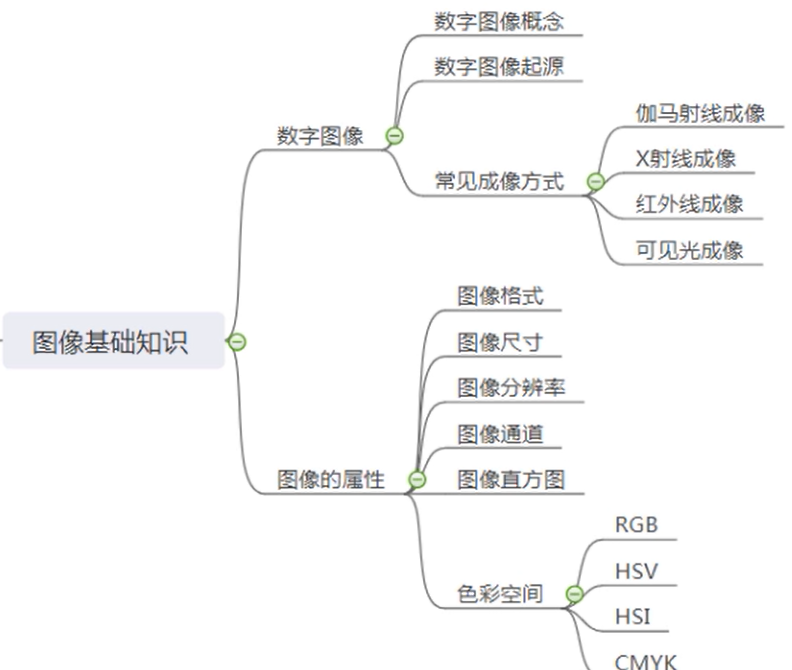 图像基础知识
数字图像
数字图像概念
数字图像起源
常见成像方式
伽马射线成像
X射线成像
红外线成像
可见光成像
图像的属性
图像格式
图像尺寸
图像分辨率
图像通道
图像直方图
色彩空间
RGB
HSV
HSI
CMYK